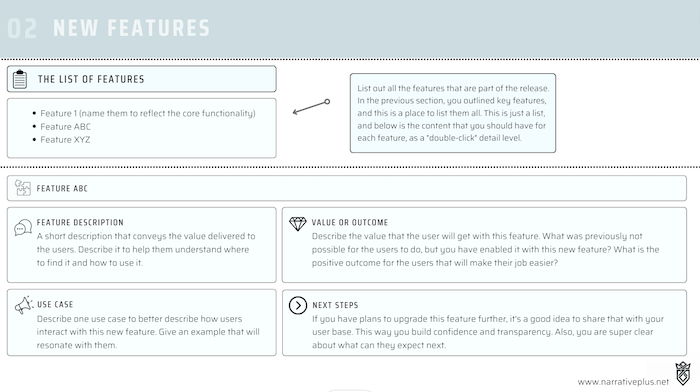 02 NEW FEATURES
THE LIST OF FEATURES
Feature 1 (name them to reflect the core functionality)
Feature ABC
Feature XYZ
List out all the features that are part of the release.
In the previous section, you outlined key features,
and this is a place to list them all. This is just a list,
and below is the content that you should have for
each feature, as a "double-click" detail level.
FEATURE ABC
FEATURE DESCRIPTION
A short description that conveys the value delivered to
the users. Describe it to help them understand where
to find it and how to use it.
VALUE OR OUTCOME
Describe the value that the user will get with this feature. What was previously not
possible for the users to do, but you have enabled it with this new feature? What is the
positive outcome for the users that will make their job easier?
USE CASE
Describe one use case to better describe how users
interact with this new feature. Give an example that will
resonate with them.
NEXT STEPS
If you have plans to upgrade this feature further, it's a good idea to share that with your
user base. This way you build confidence and transparency. Also, you are super clear
about what can they expect next.
www.narrativeplus.net